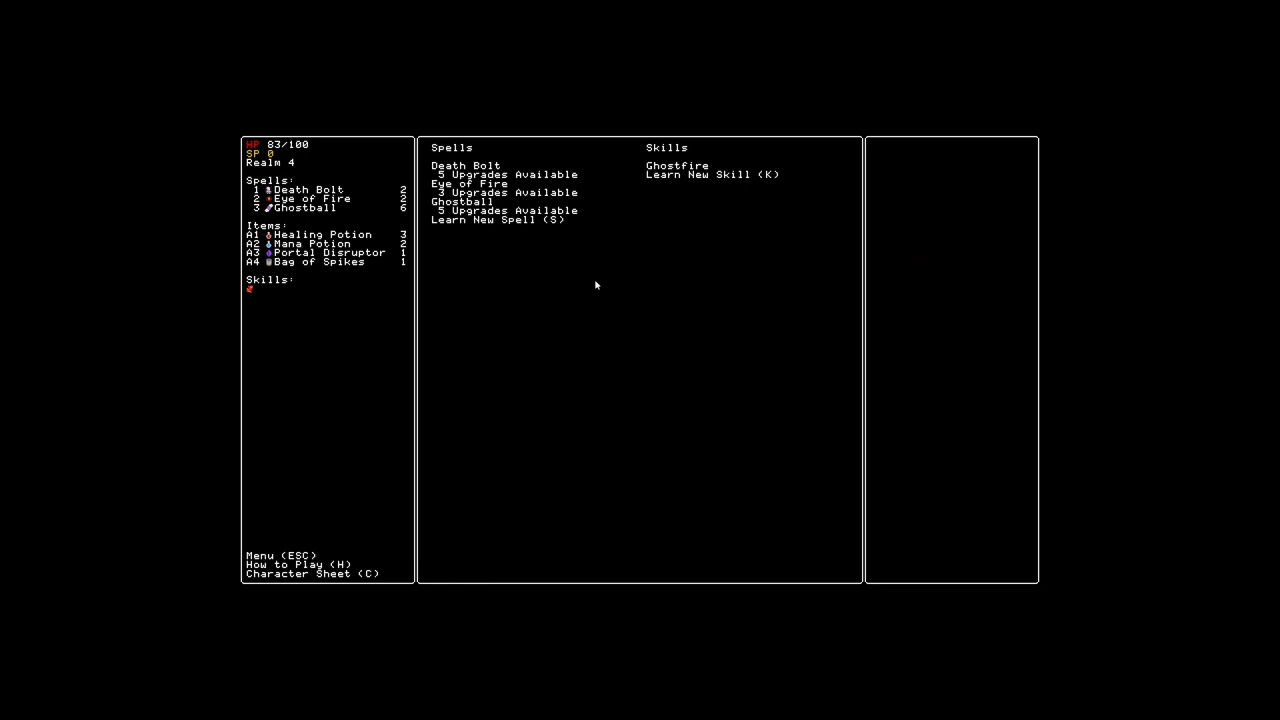 HP 83/100
SP 0
Realm 4
Spells:
1 Death Bolt 2
2 Eye of Fire 2
3 Ghostball 6
Items:
A1 Healing Potion 3
A2 Mana Potion 2
A3 Portal Disruptor 1
A4 Bag of Spikes 1
Skills:
Menu (ESC)
How to Play (H)
Character Sheet (C)
Spells
Death Bolt
5 Upgrades Available
Eye of Fire
3 Upgrades Available
Ghostball
5 Upgrades Available
Learn New Spell (S)
Skills
Ghostfire
Learn New Skill (K)